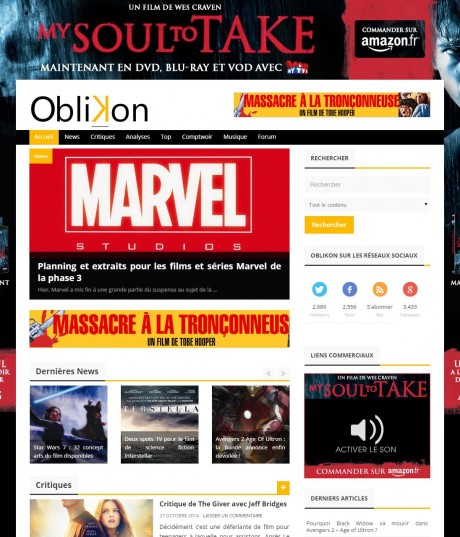 UN FILM DE WES CRAVEN
MY SOUL TO TAKE
COMMANDER SUR
amazon.fr
MAINTENANT EN DVD, BLU-RAY ET VOD AVEC
MYTF1
Oblikon
MASSACRE À LA TRONÇONNEUSE
UN FILM DE TOBE HOOPER
Accueil News Critiques Analyses Top Comptwoir Musique Forum
News
MARVEL
STUDIOS
Planning et extraits pour les films et séries Marvel de
la phase 3
Hier, Marvel a mis fin à une grande partie du suspense au sujet de la ...
MASSACRE À LA TRONÇONNEUS
UN FILM DE TOBE HOOPER
Dernières News
Star Wars 7 : 32 concept
arts du film disponibles
Deux spots TV pour le film
de science fiction
Interstellar
Avengers 2 Age Of Ultron :
la bande annonce enfin
dévoilée !
Critiques
+
Critique de The Giver avec Jeff Bridges
27 OCTOBRE 2014 - LAISSER UN COMMENTAIRE
Décidément c'est une déferlante de film pour
RECHERCHER
Rechercher
Tout le contenu
Rechercher
OBLIKON SUR LES RÉSEAUX SOCIAUX
2,689 2,556 S'abonner 3,433
Followers Fans Rss Followers
LIENS COMMERCIAUX
UN FILM DE WES CRAVEN
MY SOUL TO TAKE
ACTIVER LE SON
COMMANDER SUR amazon.fr
DERNIERS ARTICLES
Pourquoi Black Widow va mourir dans
Avengers 2 – Age of Ultron ?